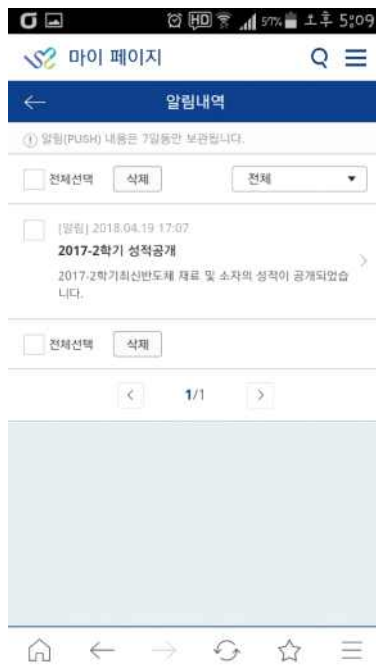 HD 57% 오후 5:09
마이 페이지
알림내역
알림(PUSH) 내용은 7일동안 보관됩니다.
전체선택 삭제 전체
[알림] 2018.04.19 17:07
2017-2학기 성적공개
2017-2학기최신반도체 재료 및 소자의 성적이 공개되었습
니다.
전체선택 삭제
1/1